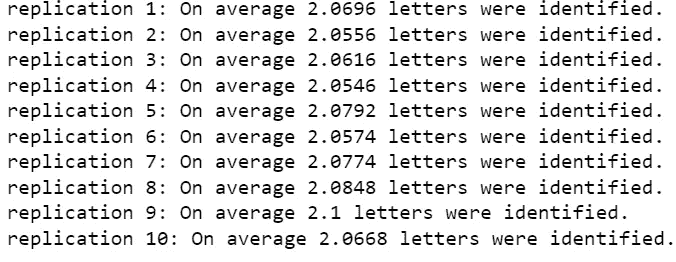 replication 1: On average 2.0696 letters were identified.
replication 2: On average 2.0556 letters were identified.
replication 3: On average 2.0616 letters were identified.
replication 4: On average 2.0546 letters were identified.
replication 5: On average 2.0792 letters were identified.
replication 6: On average 2.0574 letters were identified.
replication 7: On average 2.0774 letters were identified.
replication 8: On average 2.0848 letters were identified.
replication 9: On average 2.1 letters were identified.
replication 10: On average 2.0668 letters were identified.